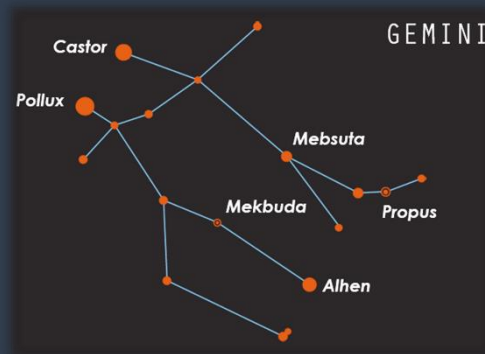 GEMINI
Castor
Pollux
Mebsuta
Mekbuda
Propus
Alhen